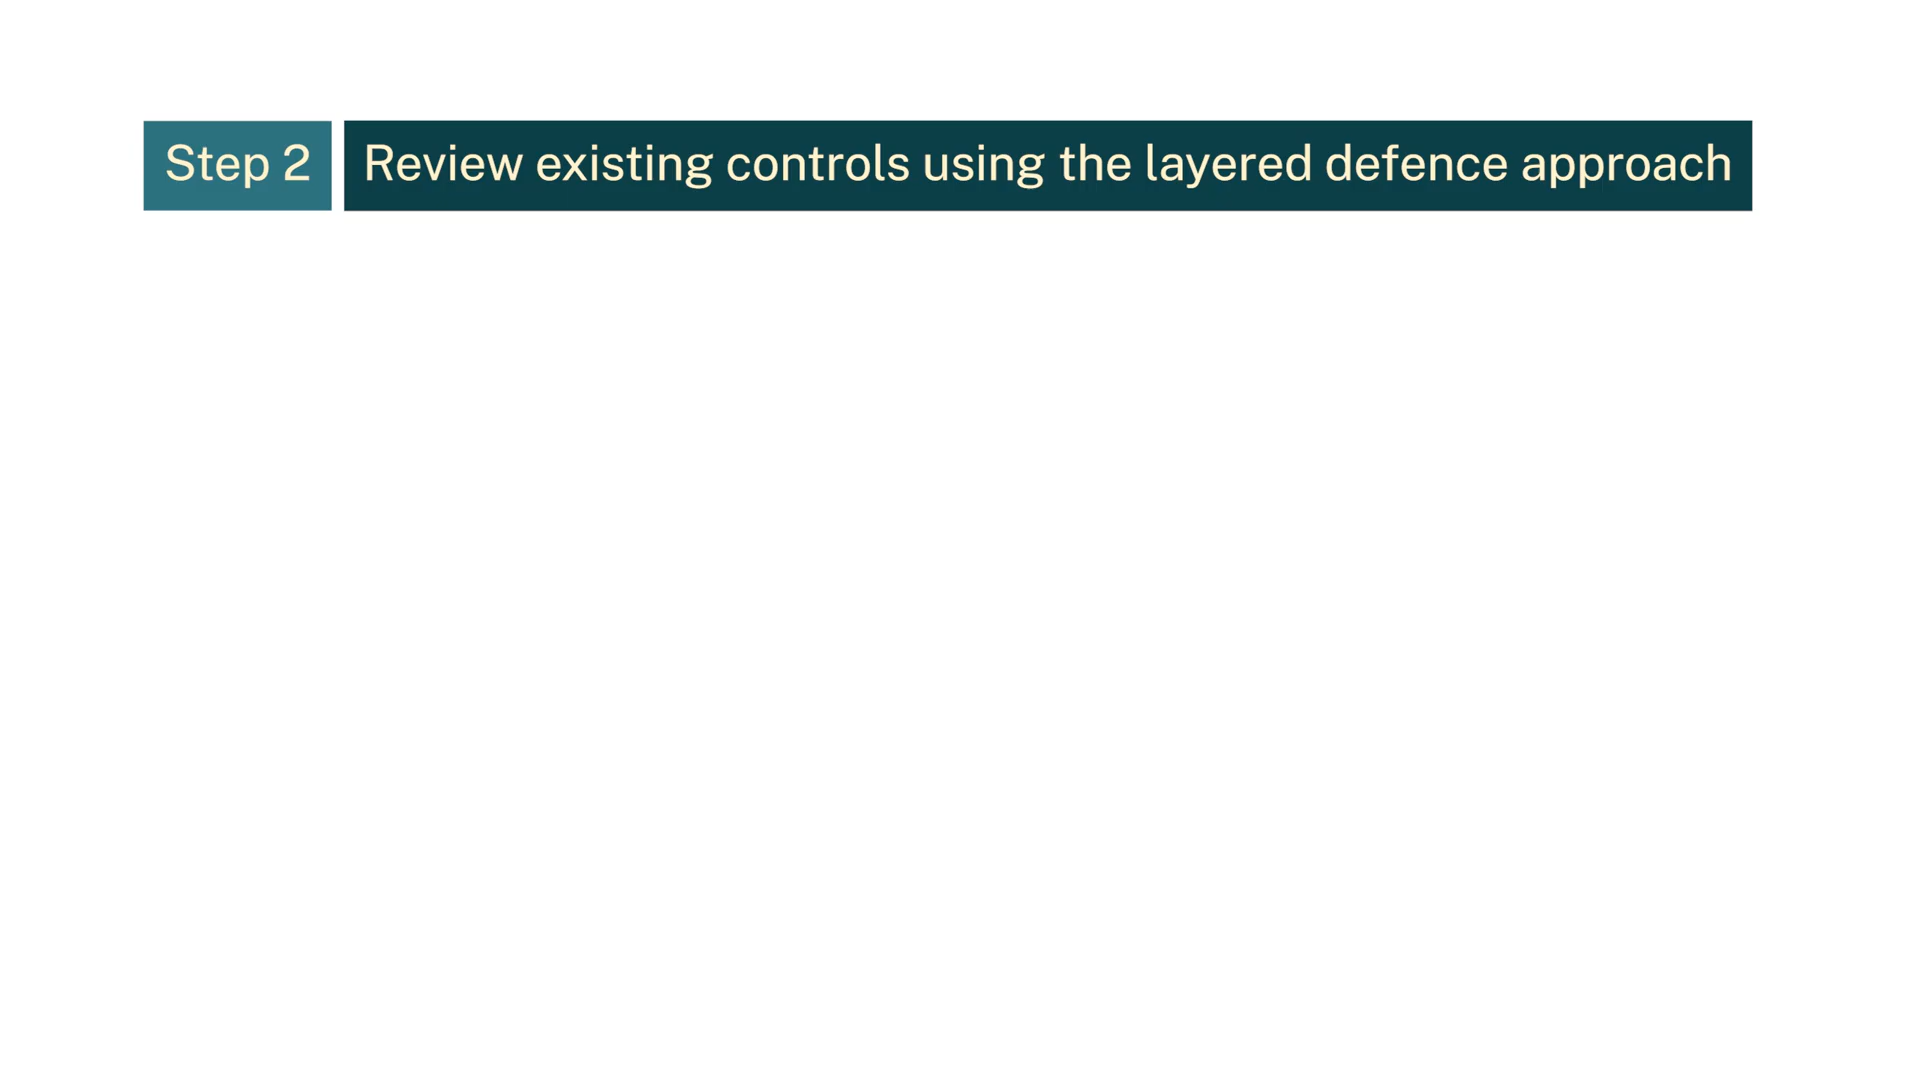 Step 2 Review existing controls using the layered defence approach